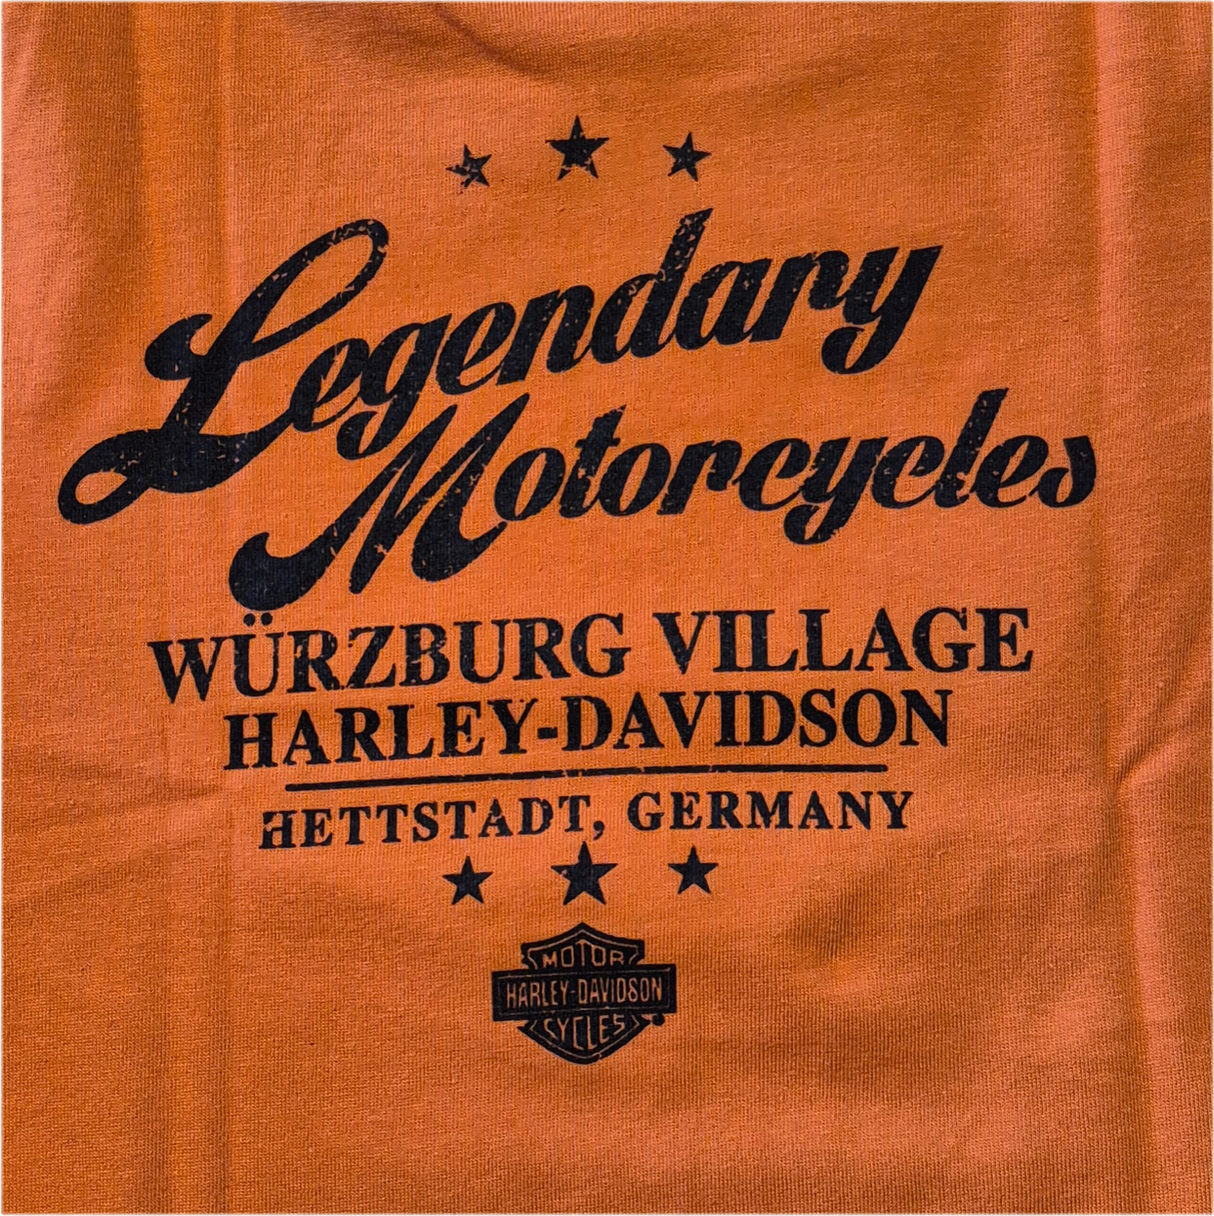 Legendary
Motorcycles
WÜRZBURG VILLAGE
HARLEY-DAVIDSON
HETTSTADT, GERMANY
MOTOR
HARLEY-DAVIDSON
CYCLES